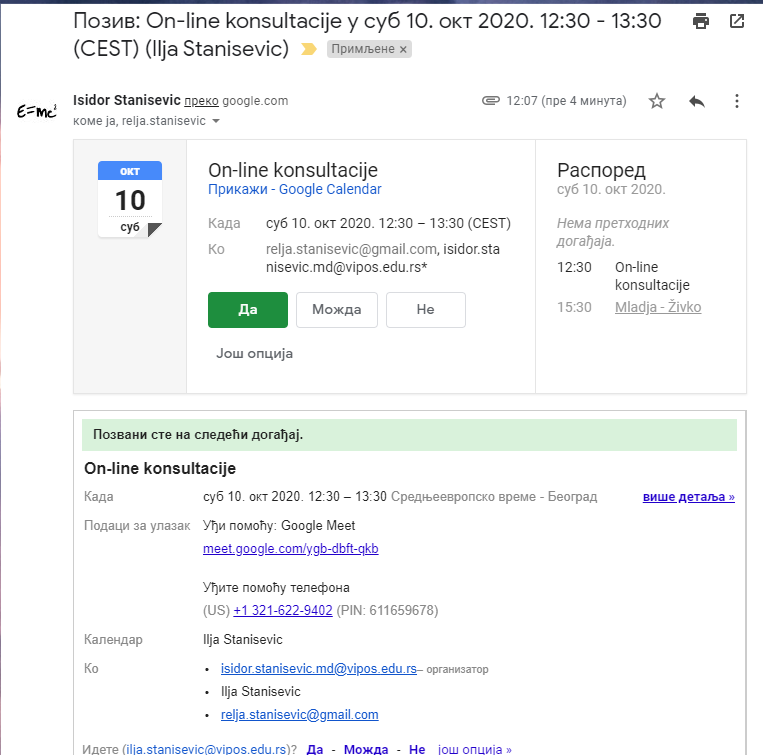 Позив: On-line konsultacije у суб 10. окт 2020. 12:30 - 13:30
(CEST) (Ilja Stanisevic) Примљене ×
Isidor Stanisevic преко google.com 12:07 (пре 4 минута)
E=mc²
коме ја, relja.stanisevic
окт
10
суб
On-line konsultacije
Прикажи - Google Calendar
Када суб 10. окт 2020. 12:30 – 13:30 (CEST)
Ко relja.stanisevic@gmail.com, isidor.sta
nisevic.md@vipos.edu.rs*
Да Можда Не
Још опција
Распоред
суб 10. окт 2020.
Нема претходних
догађаја.
12:30 On-line
konsultacije
15:30 Mladja - Živko
Позвани сте на следећи догађај.
On-line konsultacije
Када суб 10. окт 2020. 12:30 – 13:30 Средњеевропско време - Београд више детаља »
Подаци за улазак Уђи помоћу: Google Meet
meet.google.com/ygb-dbft-qkb
Уђите помоћу телефона
(US) +1 321-622-9402 (PIN: 611659678)
Календар Ilja Stanisevic
Ко • isidor.stanisevic.md@vipos.edu.rs– организатор
• Ilja Stanisevic
• relja.stanisevic@gmail.com
Идете (ilja.stanisevic@vipos.edu.rs)? Да - Можда - Не још опција »